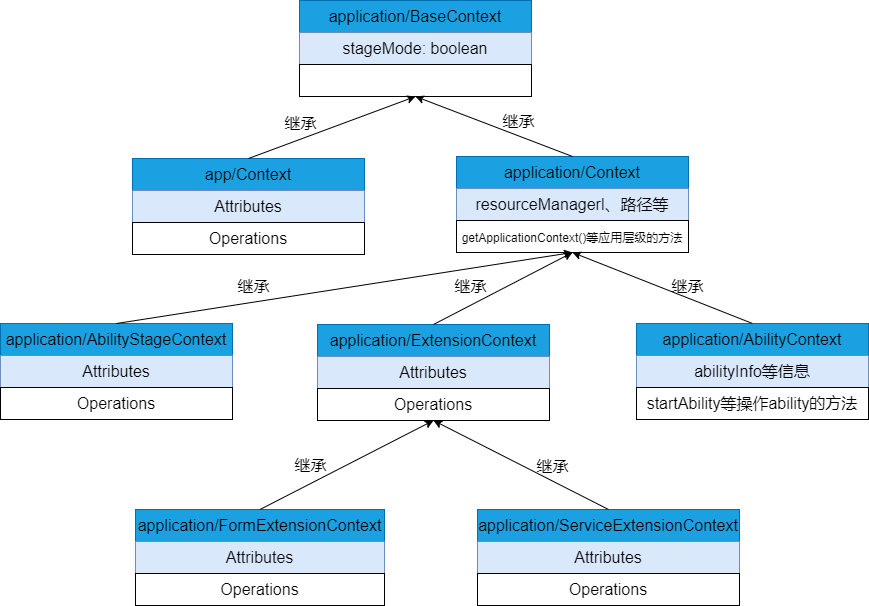 application/BaseContext
stageMode: boolean
继承
继承
app/Context
Attributes
Operations
application/Context
resourceManagerl、路径等
getApplicationContext()等应用层级的方法
继承
继承
继承
application/AbilityStageContext
Attributes
Operations
application/ExtensionContext
Attributes
Operations
application/AbilityContext
abilityInfo等信息
startAbility等操作ability的方法
继承
继承
application/FormExtensionContext
Attributes
Operations
application/ServiceExtensionContext
Attributes
Operations